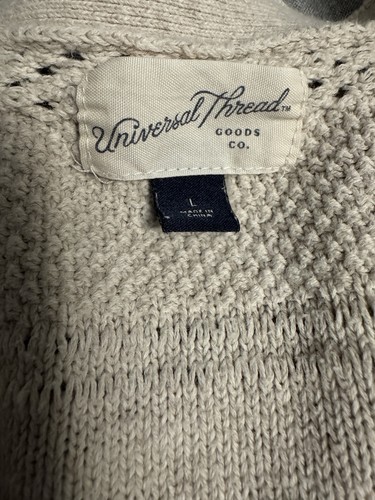 Universal Thread™
GOODS
CO.
L
MADE IN
CHINA